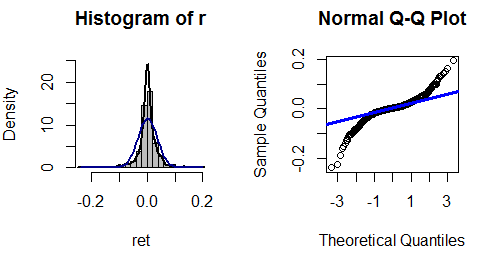 Histogram of r
Density
0
10
20
-0.2
0.0
0.2
ret
Normal Q-Q Plot
Sample Quantiles
-0.2
0.0
0.2
-3
-1
1
3
Theoretical Quantiles